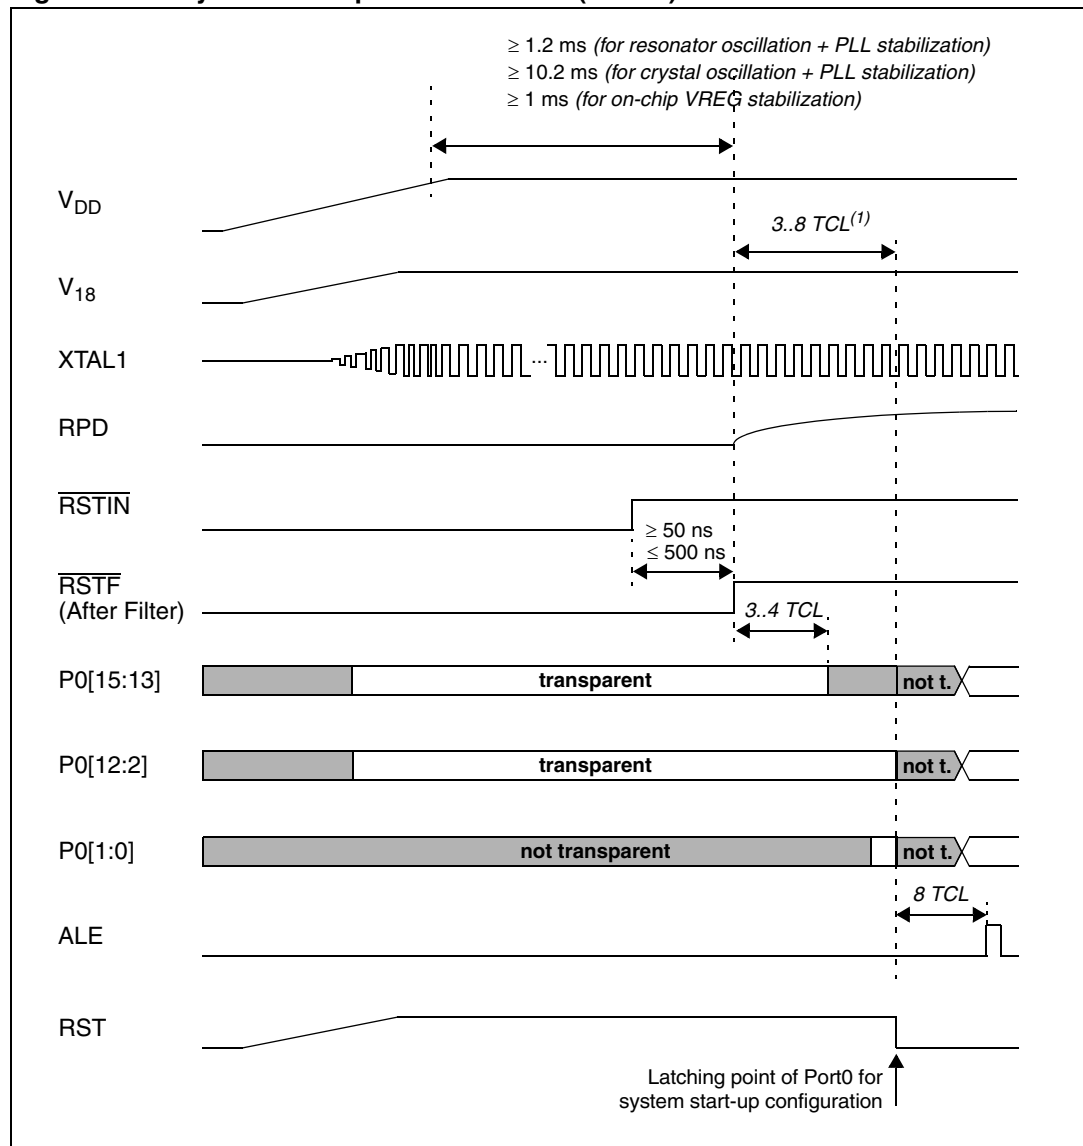 ≥ 1.2 ms (for resonator oscillation + PLL stabilization)
≥ 10.2 ms (for crystal oscillation + PLL stabilization)
≥ 1 ms (for on-chip VREG stabilization)
VDD
3..8 TCL(1)
V18
XTAL1
...
RPD
RSTIN
≥ 50 ns
≤ 500 ns
RSTF
(After Filter)
3..4 TCL
P0[15:13]
transparent
not t.
P0[12:2]
transparent
not t.
P0[1:0]
not transparent
not t.
8 TCL
ALE
RST
Latching point of Port0 for
system start-up configuration